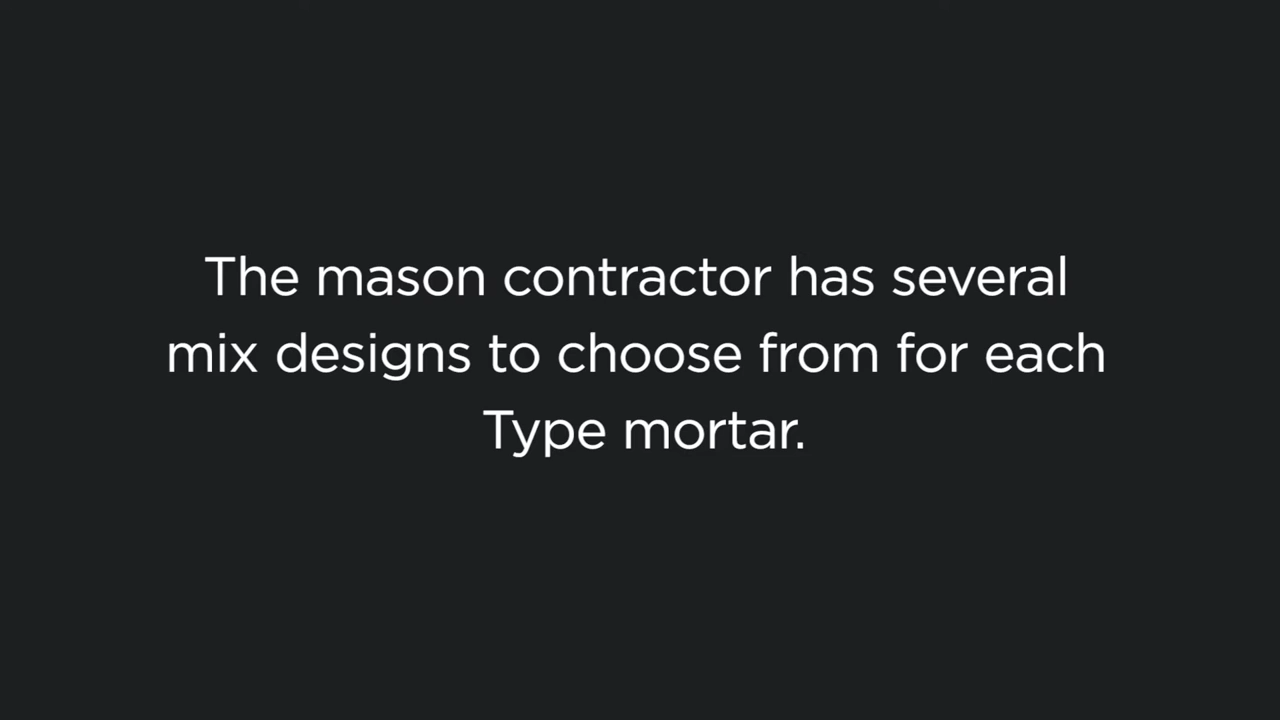 The mason contractor has several
mix designs to choose from for each
Type mortar.